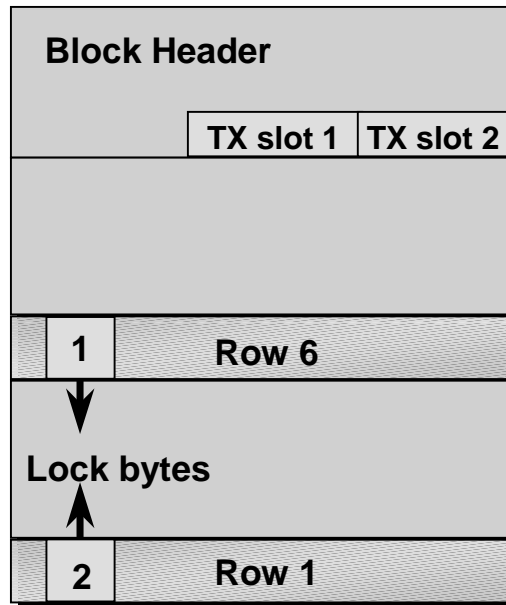 Block Header
TX slot 1 TX slot 2
1 Row 6
Lock bytes
2 Row 1